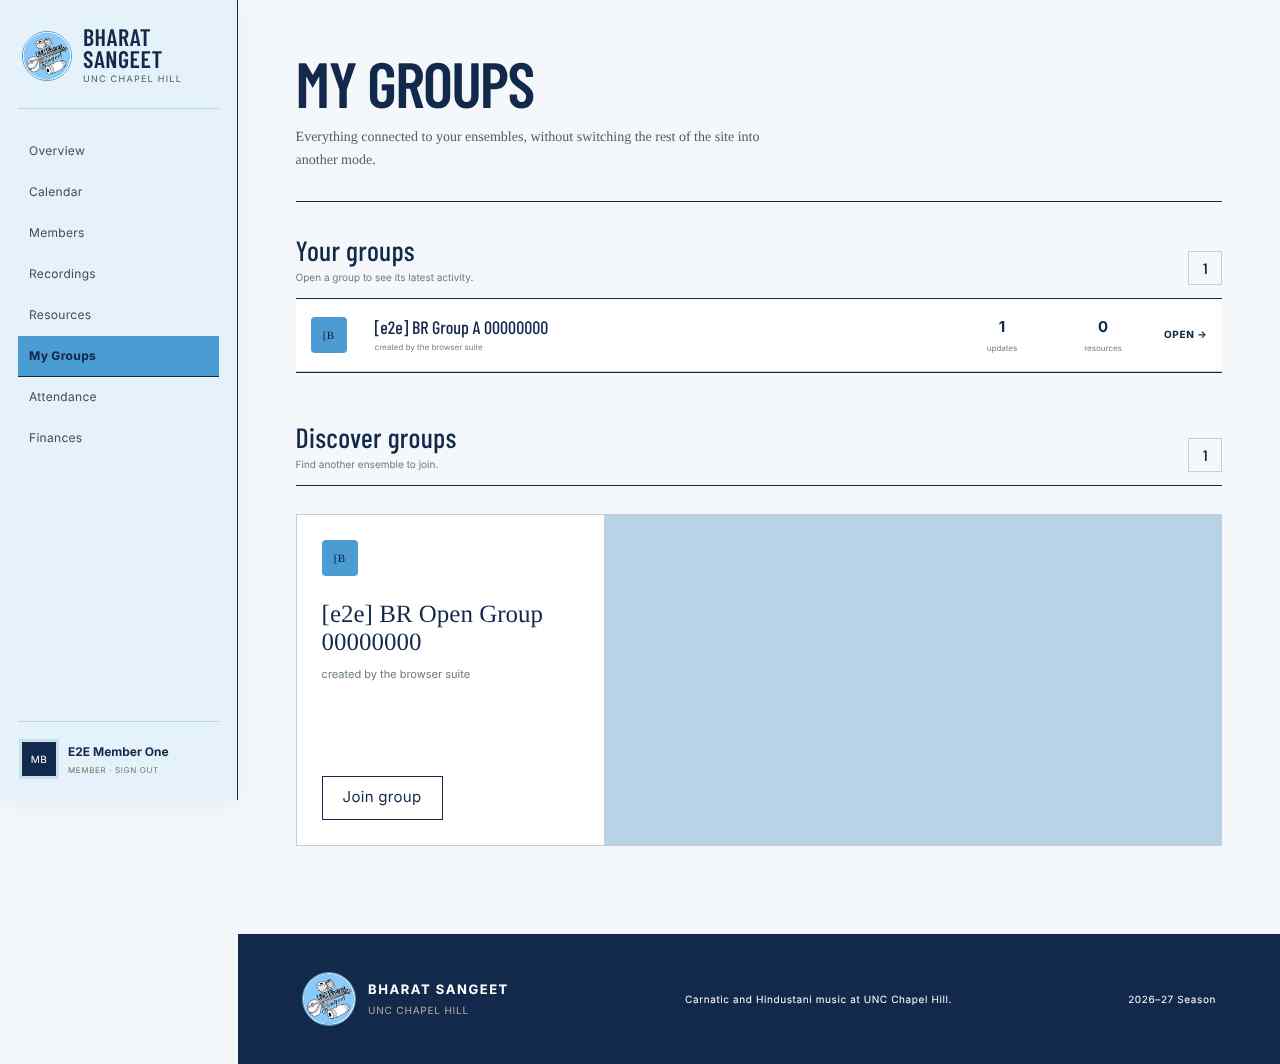 BHARAT
SANGEET
UNC CHAPEL HILL
Overview
Calendar
Members
Recordings
Resources
My Groups
Attendance
Finances
MB
E2E Member One
MEMBER · SIGN OUT
MY GROUPS
Everything connected to your ensembles, without switching the rest of the site into
another mode.
Your groups
Open a group to see its latest activity.
1
[B
[e2e] BR Group A 00000000
created by the browser suite
1
updates
0
resources
OPEN →
Discover groups
Find another ensemble to join.
1
[B
[e2e] BR Open Group
00000000
created by the browser suite
Join group
BHARAT SANGEET
UNC CHAPEL HILL
Carnatic and Hindustani music at UNC Chapel Hill.
2026–27 Season